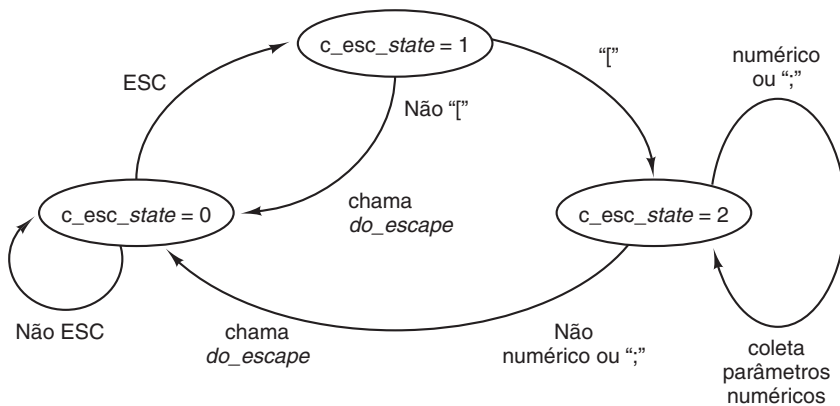 c_esc_state = 1
ESC
“[”
numérico
ou “;”
Não “[”
chama
do_escape
c_esc_state = 0
c_esc_state = 2
Não ESC
chama
do_escape
Não
numérico ou “;”
coleta
parâmetros
numéricos